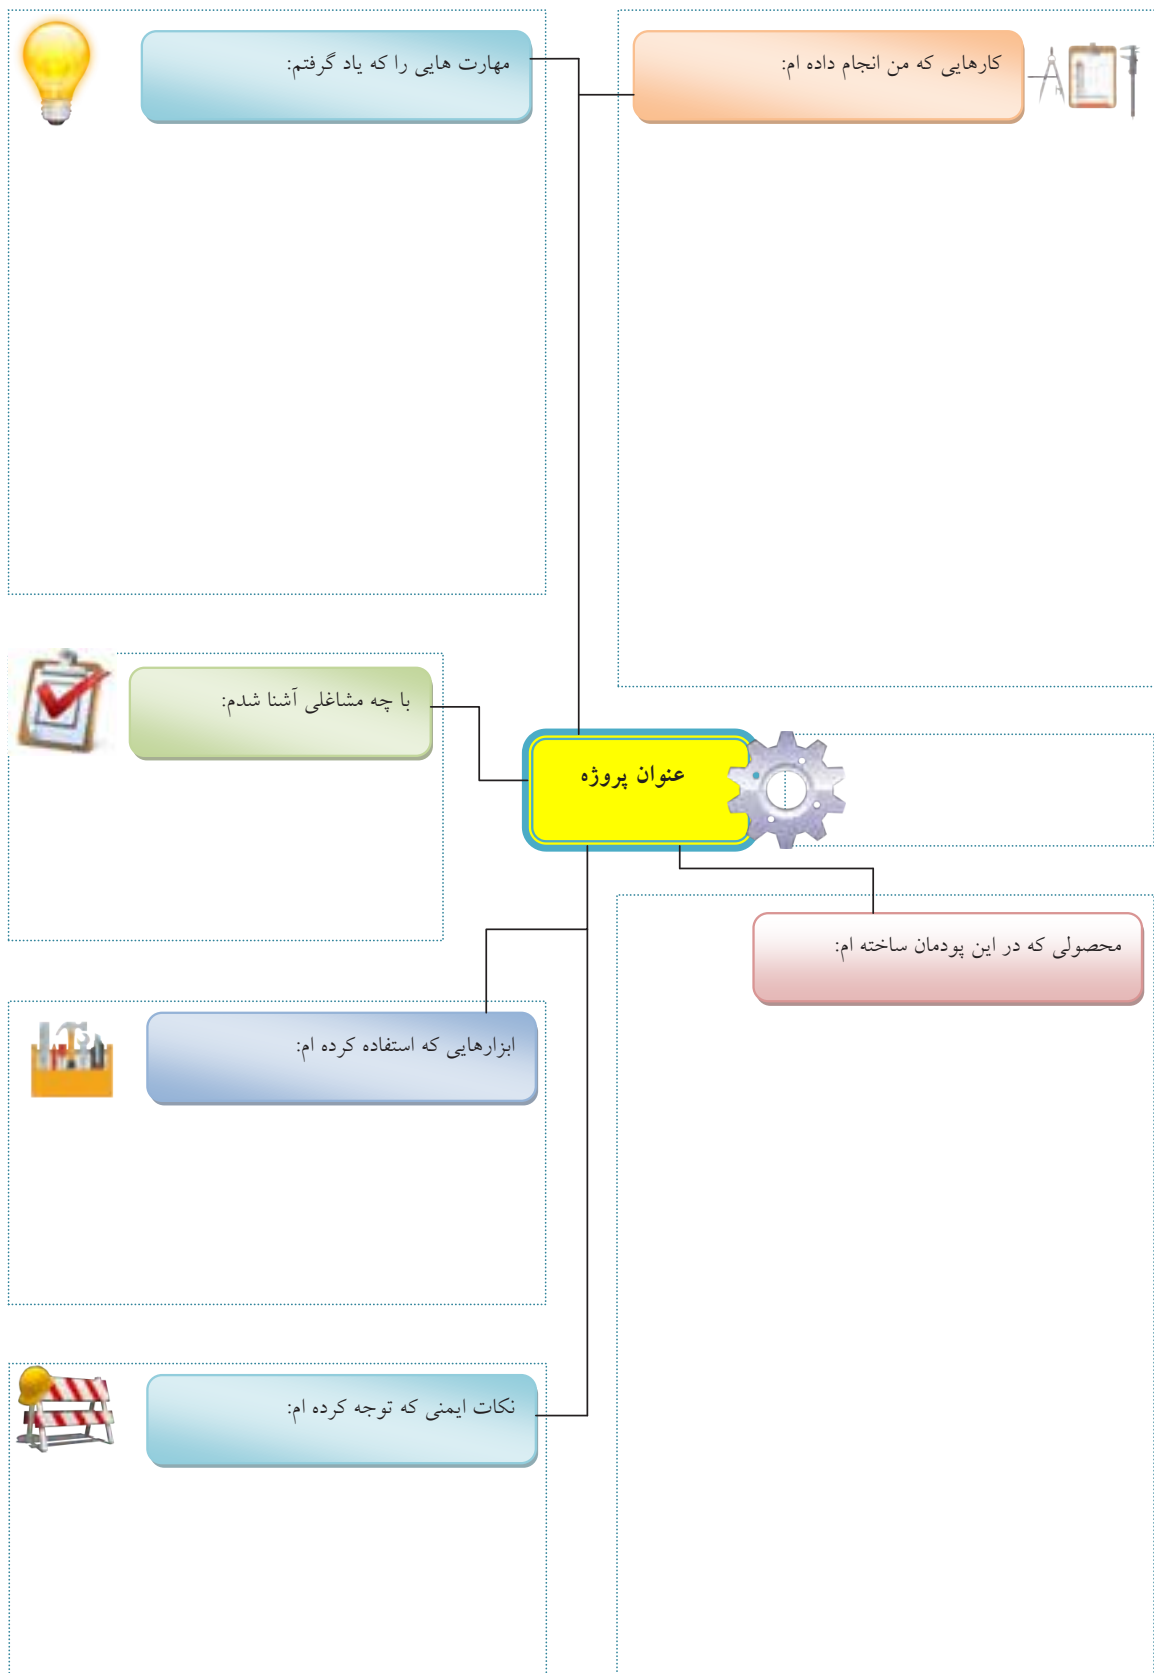 کارهایی که من انجام داده ام:
مهارت هایی را که یاد گرفتم:
با چه مشاغلی آشنا شدم:
عنوان پروژه
محصولی که در این پودمان ساخته ام:
ابزارهایی که استفاده کرده ام:
نکات ایمنی که توجه کرده ام: